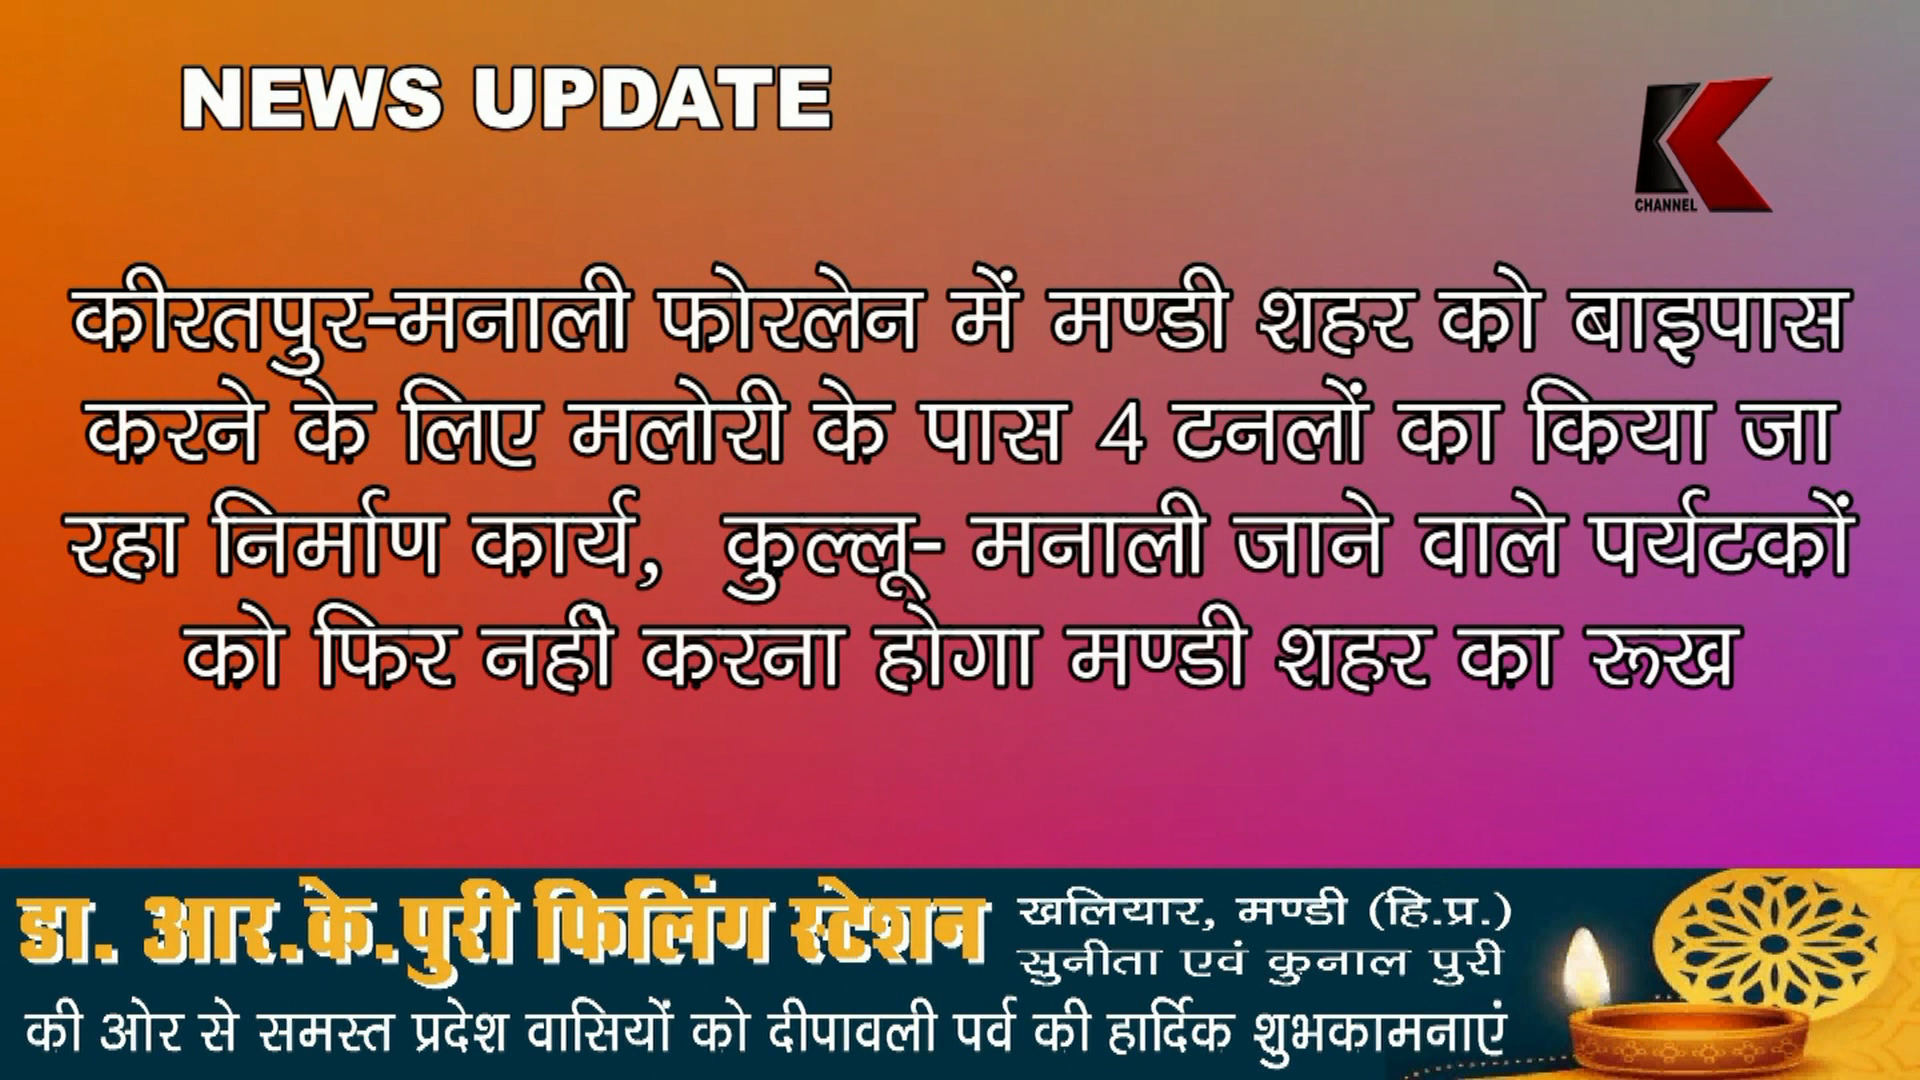 NEWS UPDATE
CHANNEL
कीरतपुर-मनाली फोरलेन में मण्डी शहर को बाइपास
करने के लिए मलोरी के पास 4 टनलों का किया जा
रहा निर्माण कार्य, कुल्लू- मनाली जाने वाले पर्यटकों
को फिर नहीं करना होगा मण्डी शहर का रूख
डा. आर.के.पुरी फिलिंग स्टेशन
खलियार, मण्डी (हि.प्र.)
सुनीता एवं कुनाल पुरी
की ओर से समस्त प्रदेश वासियों को दीपावली पर्व की हार्दिक शुभकामनाएं